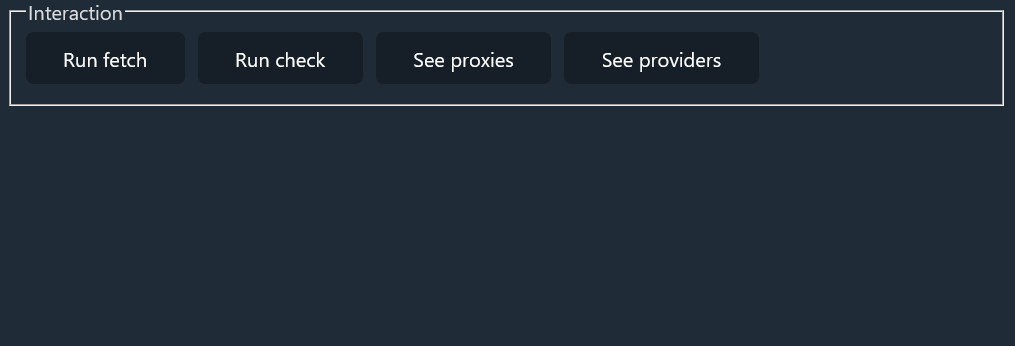 Interaction
Run fetch
Run check
See proxies
See providers